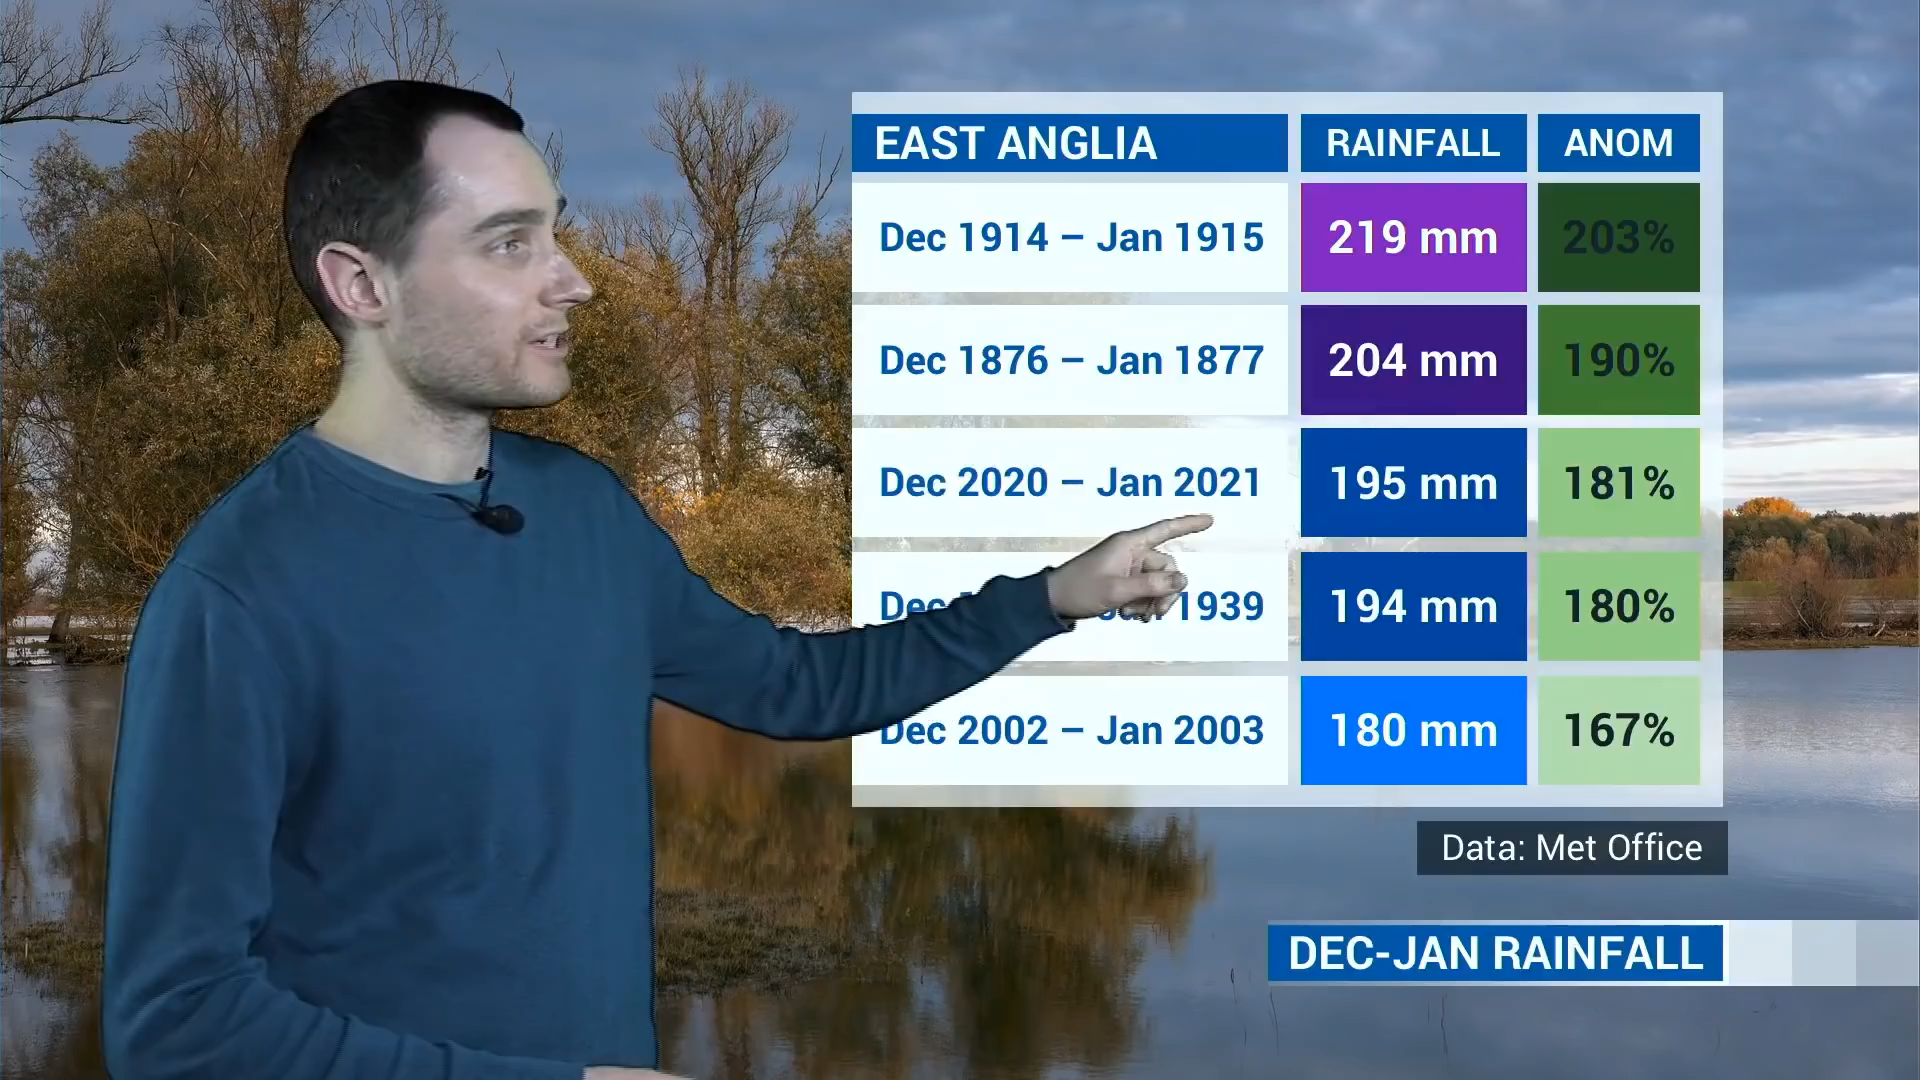 EAST ANGLIA RAINFALL ANOM
Dec 1914 – Jan 1915 219 mm 203%
Dec 1876 – Jan 1877 204 mm 190%
Dec 2020 – Jan 2021 195 mm 181%
Dec 1939 194 mm 180%
Dec 2002 – Jan 2003 180 mm 167%
Data: Met Office
DEC-JAN RAINFALL